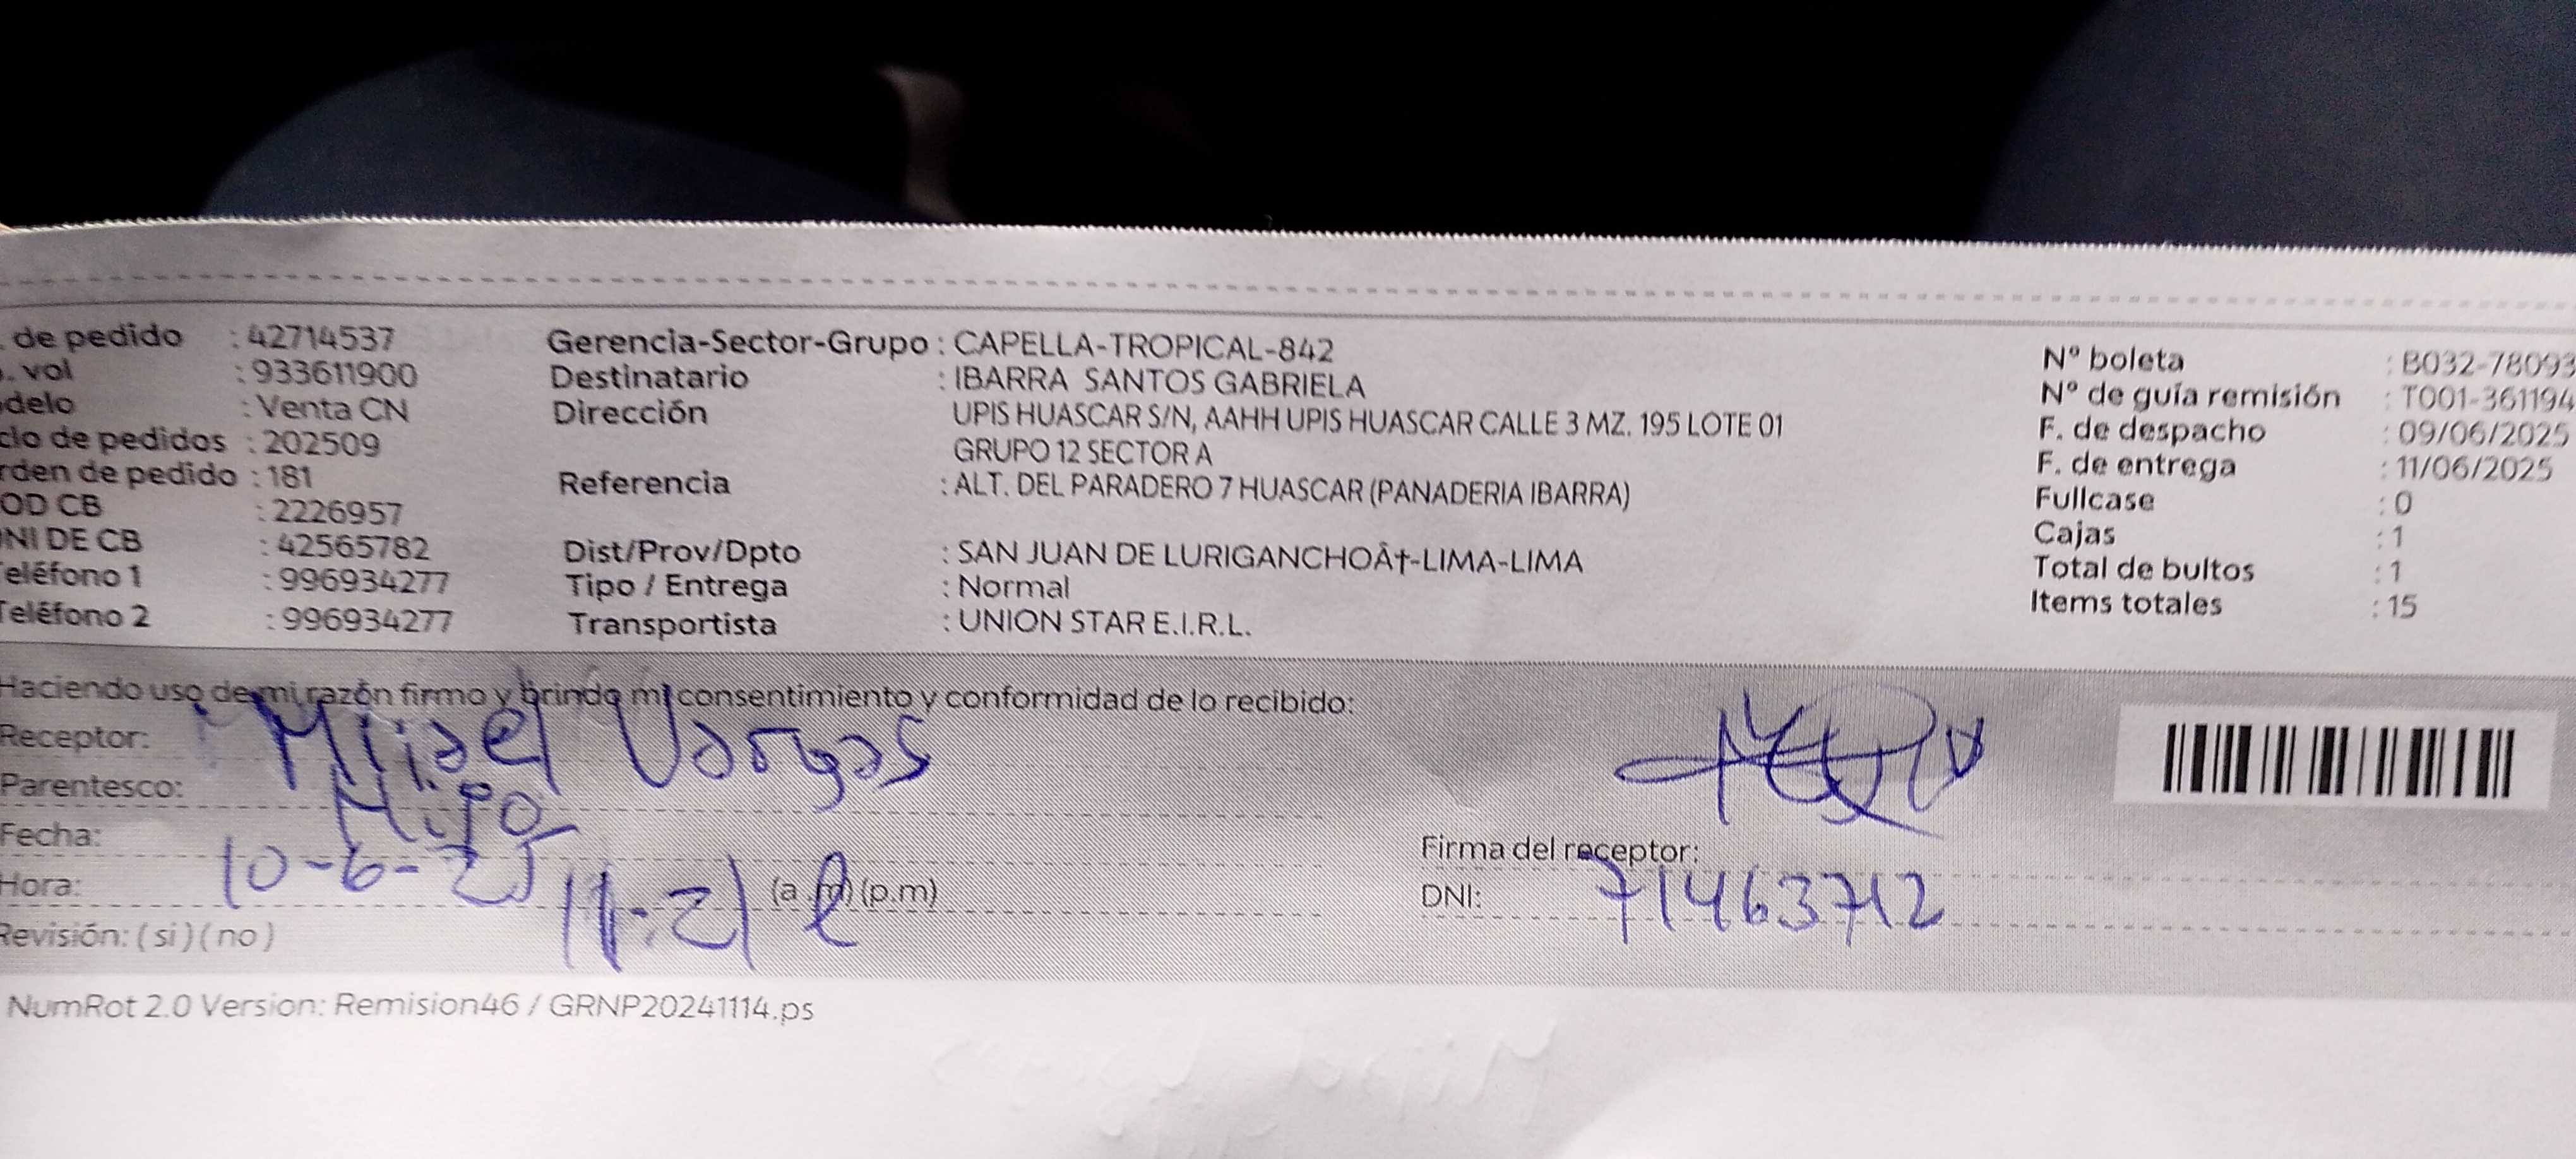 . de pedido : 42714537 Gerencia-Sector-Grupo : CAPELLA-TROPICAL-842 N° boleta : B032-78093
. vol : 933611900 Destinatario : IBARRA SANTOS GABRIELA N° de guía remisión : T001-361194
delo : Venta CN Dirección UPIS HUASCAR S/N, AAHH UPIS HUASCAR CALLE 3 MZ. 195 LOTE 01 F. de despacho : 09/06/2025
clo de pedidos : 202509 GRUPO 12 SECTOR A F. de entrega : 11/06/2025
rden de pedido : 181 Referencia : ALT. DEL PARADERO 7 HUASCAR (PANADERIA IBARRA) Fullcase : 0
OD CB : 2226957 Cajas : 1
NI DE CB : 42565782 Dist/Prov/Dpto : SAN JUAN DE LURIGANCHOÂ†-LIMA-LIMA Total de bultos : 1
eléfono 1 : 996934277 Tipo / Entrega : Normal Items totales : 15
Teléfono 2 : 996934277 Transportista : UNION STAR E.I.R.L.
Haciendo uso de mi razón firmo y brindo mi consentimiento y conformidad de lo recibido:
Receptor: Vargas
Parentesco: Hijo
Fecha: 10-6-25
Firma del receptor:
Hora: 11:21 (a.m) (p.m)
DNI: 71463712
Revisión: ( si ) ( no )
NumRot 2.0 Version: Remision46 / GRNP20241114.ps